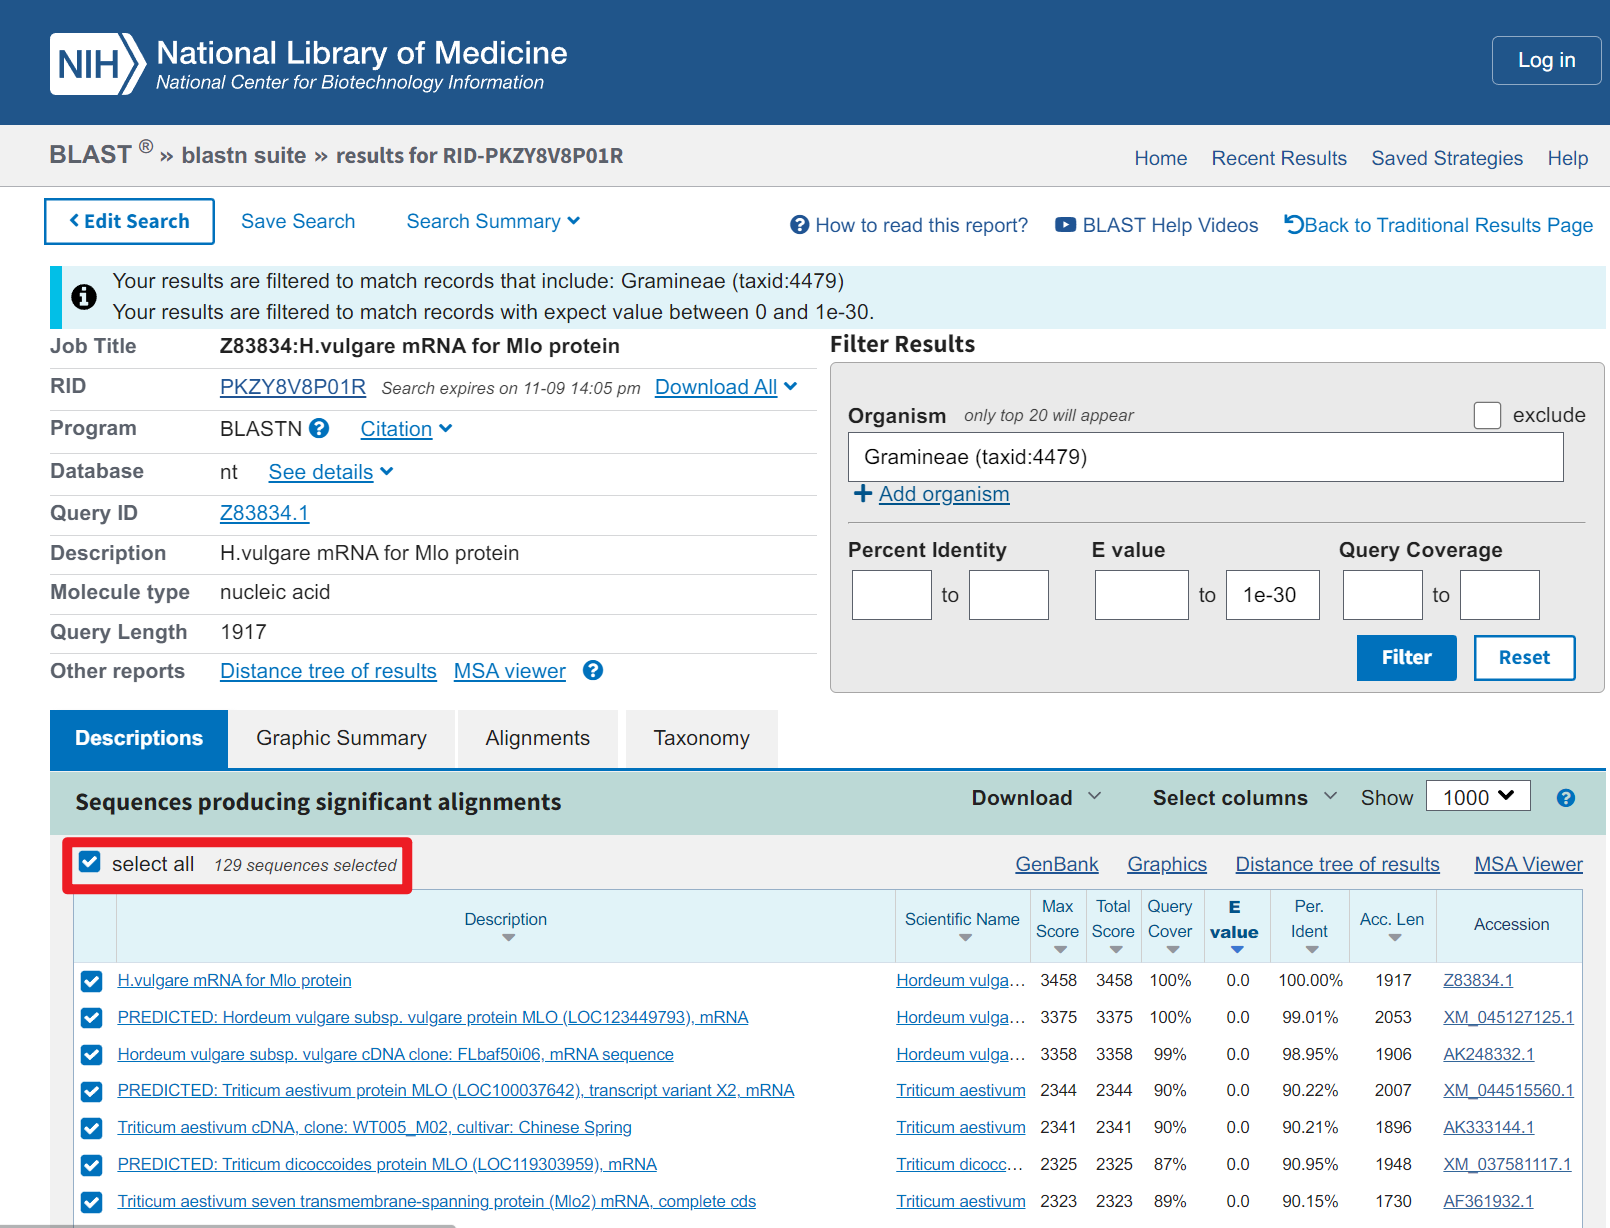 NIH National Library of Medicine
National Center for Biotechnology Information
Log in
BLAST ® » blastn suite » results for RID-PKZY8V8P01R
Home Recent Results Saved Strategies Help
Edit Search Save Search Search Summary
How to read this report? BLAST Help Videos Back to Traditional Results Page
Your results are filtered to match records that include: Gramineae (taxid:4479)
Your results are filtered to match records with expect value between 0 and 1e-30.
Job Title Z83834:H.vulgare mRNA for Mlo protein
RID PKZY8V8P01R Search expires on 11-09 14:05 pm Download All
Program BLASTN Citation
Database nt See details
Query ID Z83834.1
Description H.vulgare mRNA for Mlo protein
Molecule type nucleic acid
Query Length 1917
Other reports Distance tree of results MSA viewer
Filter Results
Organism only top 20 will appear exclude
Gramineae (taxid:4479)
Add organism
Percent Identity E value Query Coverage
to to 1e-30 to
Filter Reset
Descriptions Graphic Summary Alignments Taxonomy
Sequences producing significant alignments Download Select columns Show 1000
select all 129 sequences selected GenBank Graphics Distance tree of results MSA Viewer
Description Scientific Name Max Score Total Score Query Cover E value Per. Ident Acc. Len Accession
H.vulgare mRNA for Mlo protein Hordeum vulga... 3458 3458 100% 0.0 100.00% 1917 Z83834.1
PREDICTED: Hordeum vulgare subsp. vulgare protein MLO (LOC123449793), mRNA Hordeum vulga... 3375 3375 100% 0.0 99.01% 2053 XM_045127125.1
Hordeum vulgare subsp. vulgare cDNA clone: FLbaf50i06, mRNA sequence Hordeum vulga... 3358 3358 99% 0.0 98.95% 1906 AK248332.1
PREDICTED: Triticum aestivum protein MLO (LOC100037642), transcript variant X2, mRNA Triticum aestivum 2344 2344 90% 0.0 90.22% 2007 XM_044515560.1
Triticum aestivum cDNA, clone: WT005_M02, cultivar: Chinese Spring Triticum aestivum 2341 2341 90% 0.0 90.21% 1896 AK333144.1
PREDICTED: Triticum dicoccoides protein MLO (LOC119303959), mRNA Triticum dicocc... 2325 2325 87% 0.0 90.95% 1948 XM_037581117.1
Triticum aestivum seven transmembrane-spanning protein (Mlo2) mRNA, complete cds Triticum aestivum 2323 2323 89% 0.0 90.15% 1730 AF361932.1